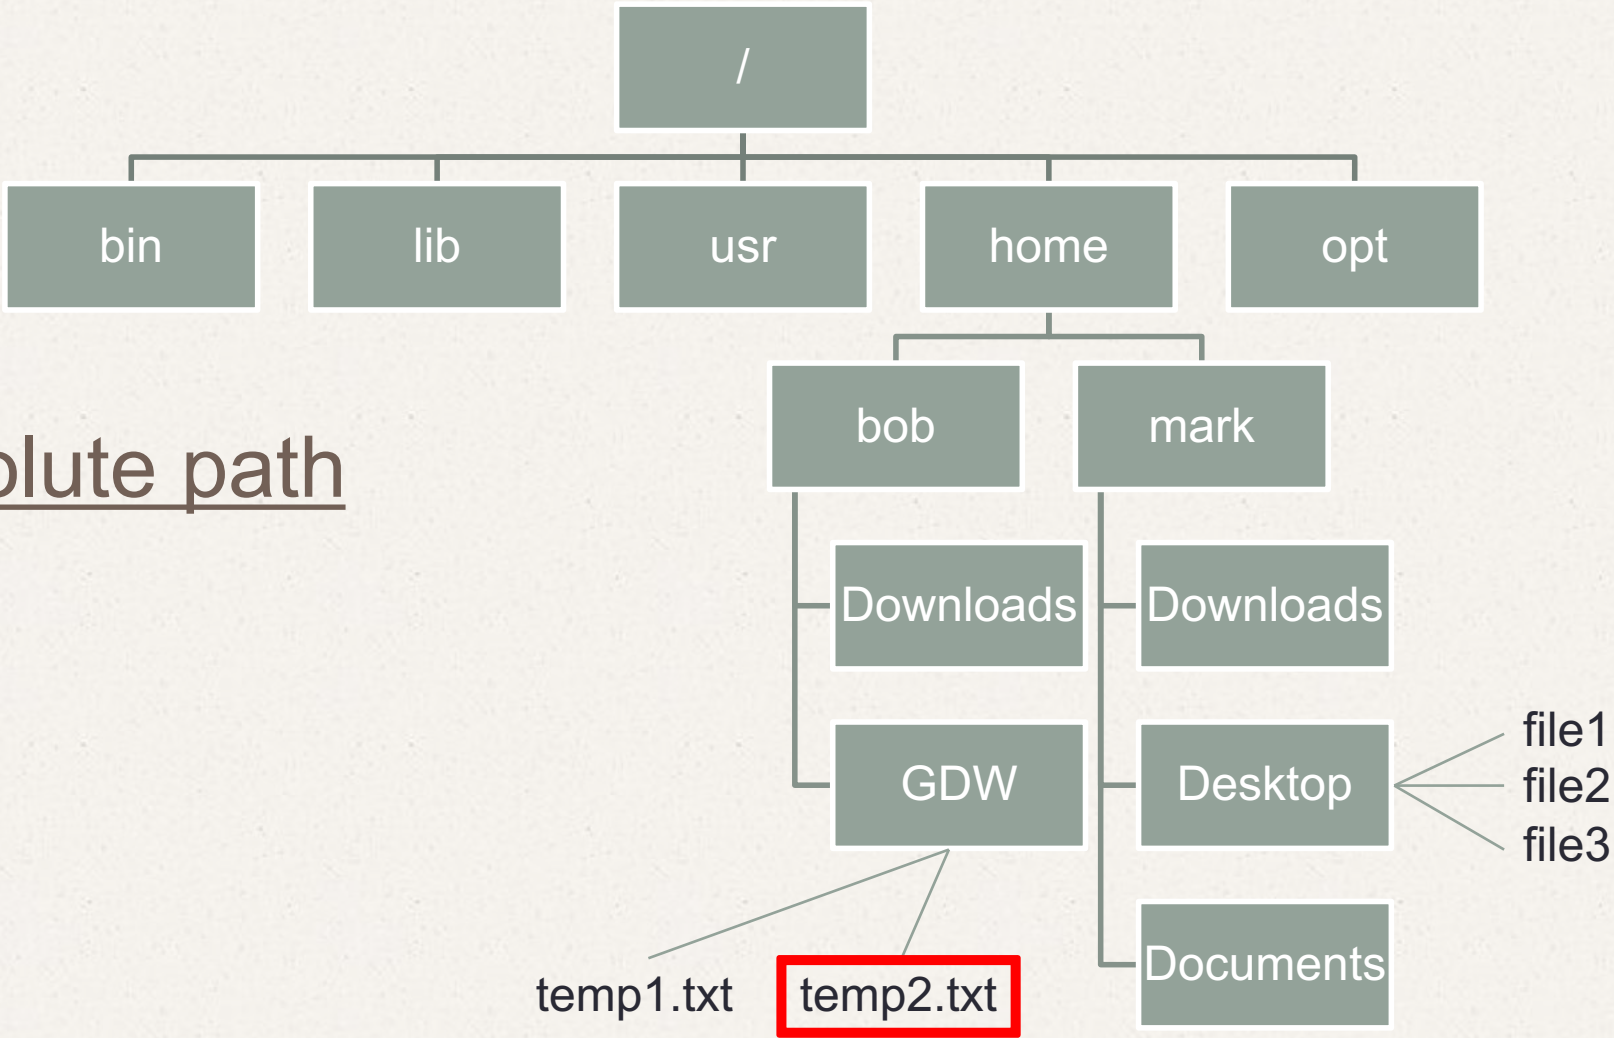 /
bin lib usr home opt
bob mark
path
Downloads Downloads
GDW Desktop
file1
file2
file3
Documents
temp1.txt temp2.txt